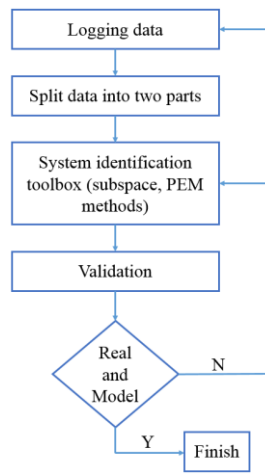 Logging data
Split data into two parts
System identification
toolbox (subspace, PEM
methods)
Validation
Real
and
Model
N
Y
Finish